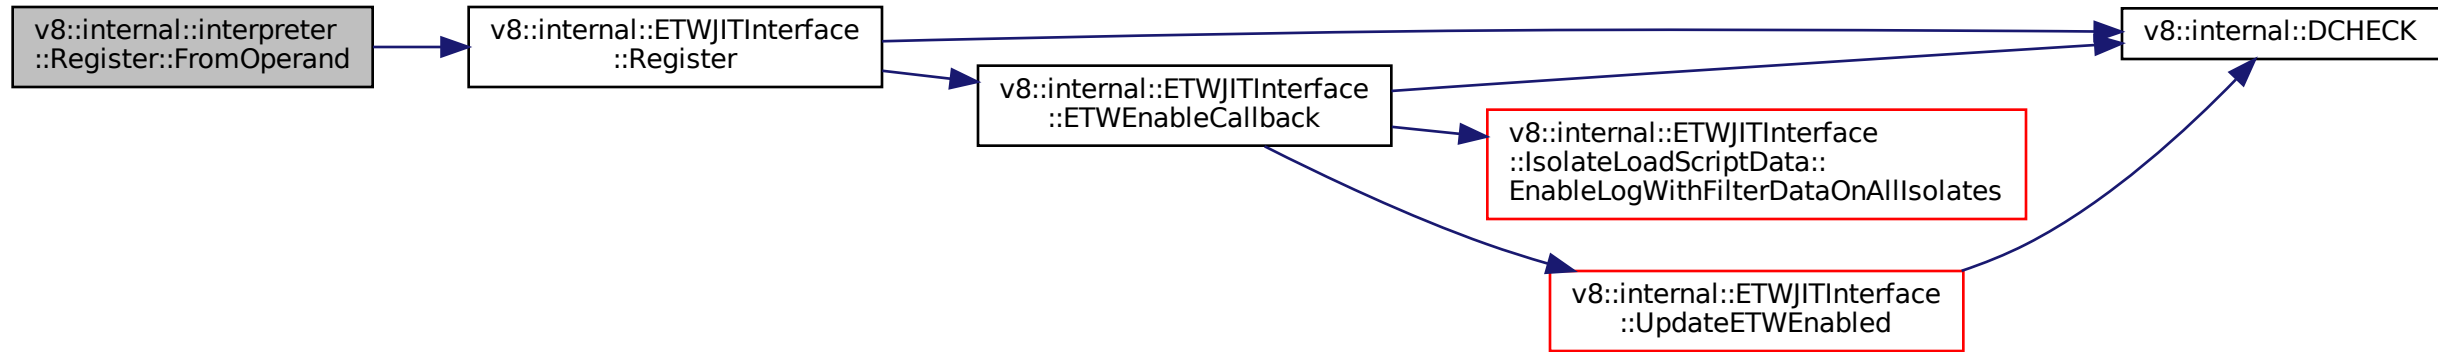 v8::internal::interpreter
::Register::FromOperand
v8::internal::ETWJITInterface
::Register
v8::internal::ETWJITInterface
::ETWEnableCallback
v8::internal::DCHECK
v8::internal::ETWJITInterface
::IsolateLoadScriptData::
EnableLogWithFilterDataOnAllIsolates
v8::internal::ETWJITInterface
::UpdateETWEnabled